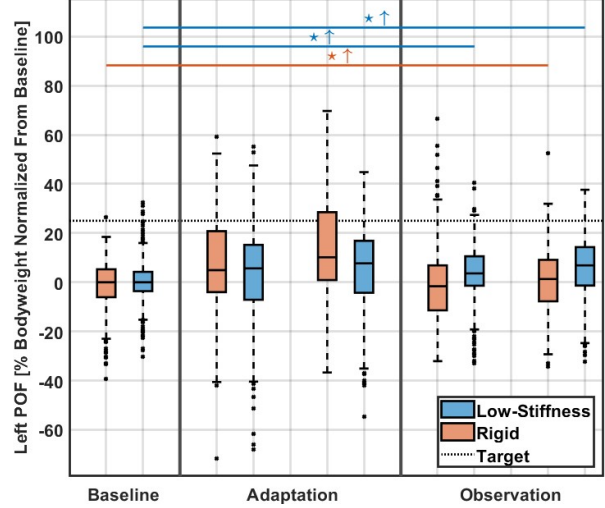 Left POF [% Bodyweight Normalized From Baseline]
100
80
60
40
20
0
-20
-40
-60
★ ↑
★ ↑
★ ↑
Low-Stiffness
Rigid
Target
Baseline
Adaptation
Observation